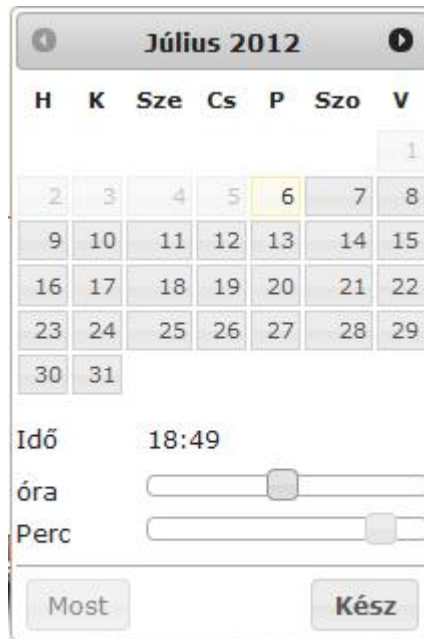 Július 2012
H K Sze Cs P Szo V
1
2 3 4 5 6 7 8
9 10 11 12 13 14 15
16 17 18 19 20 21 22
23 24 25 26 27 28 29
30 31
Idő 18:49
óra
Perc
Most Kész